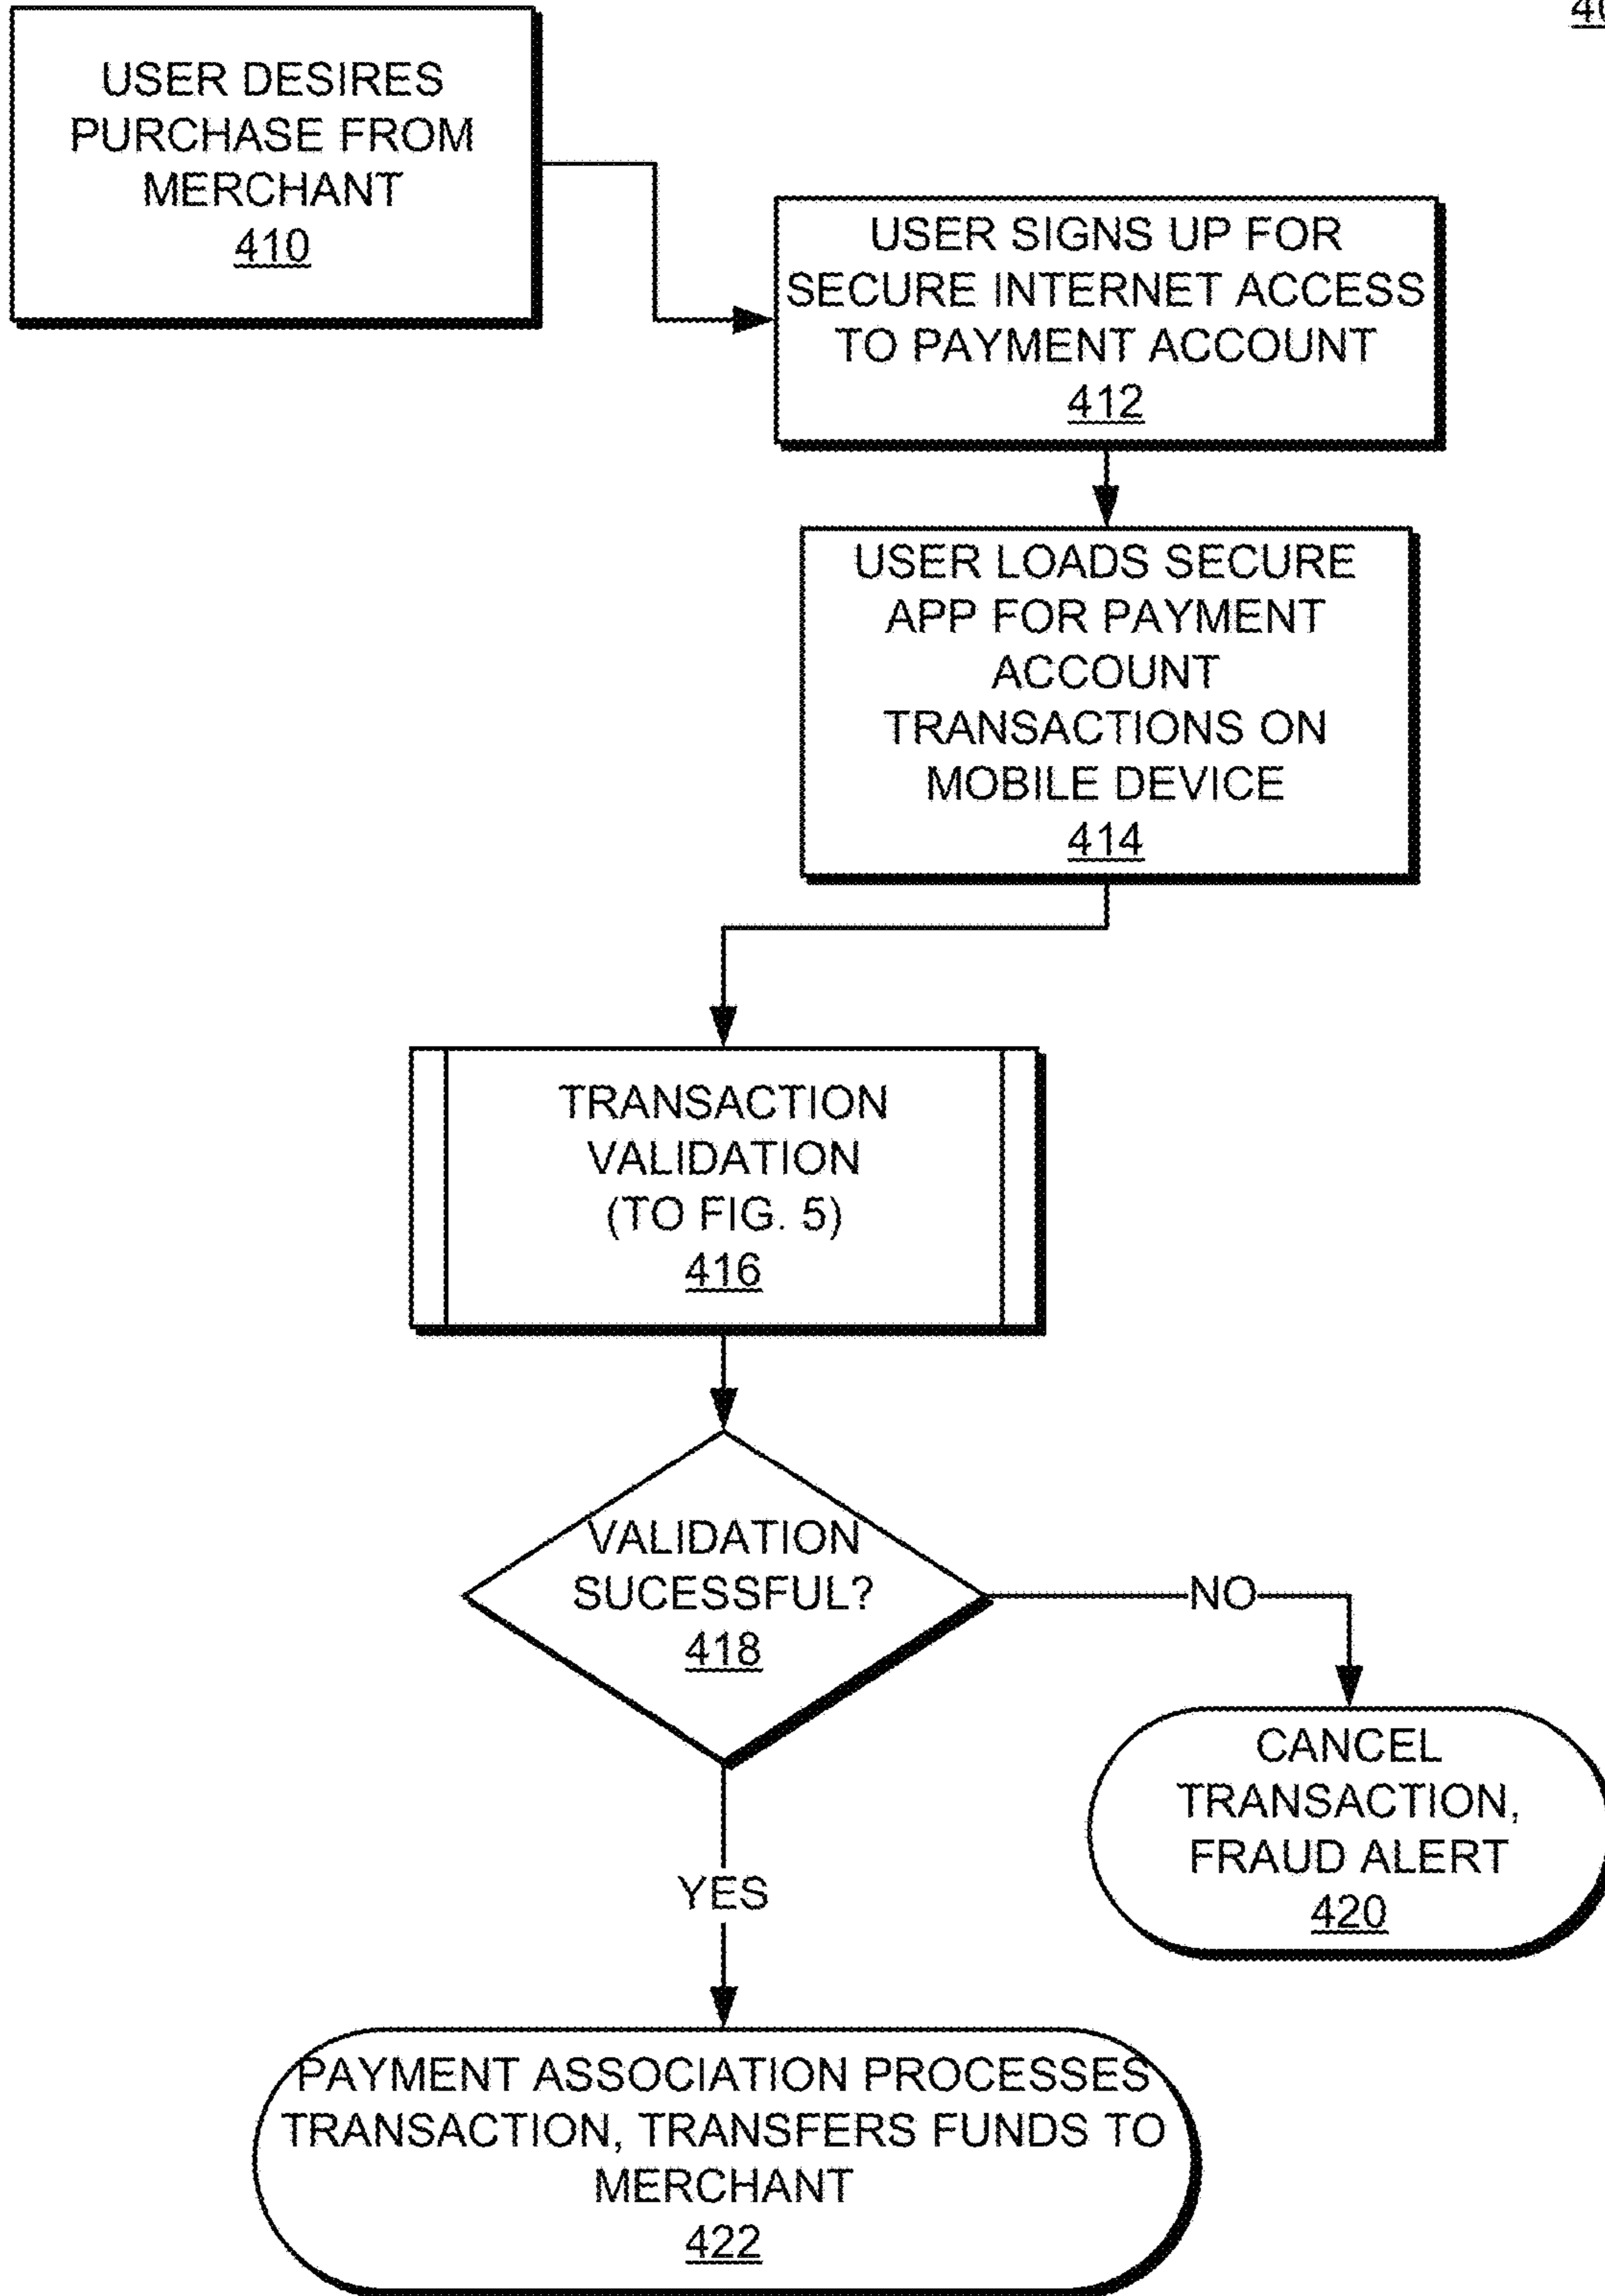 USER DESIRES
PURCHASE FROM
MERCHANT
410
USER SIGNS UP FOR
SECURE INTERNET ACCESS
TO PAYMENT ACCOUNT
412
USER LOADS SECURE
APP FOR PAYMENT
ACCOUNT
TRANSACTIONS ON
MOBILE DEVICE
414
TRANSACTION
VALIDATION
(TO FIG. 5)
416
VALIDATION
SUCESSFUL?
418
NO
CANCEL
TRANSACTION,
FRAUD ALERT
420
YES
PAYMENT ASSOCIATION PROCESSES
TRANSACTION, TRANSFERS FUNDS TO
MERCHANT
422